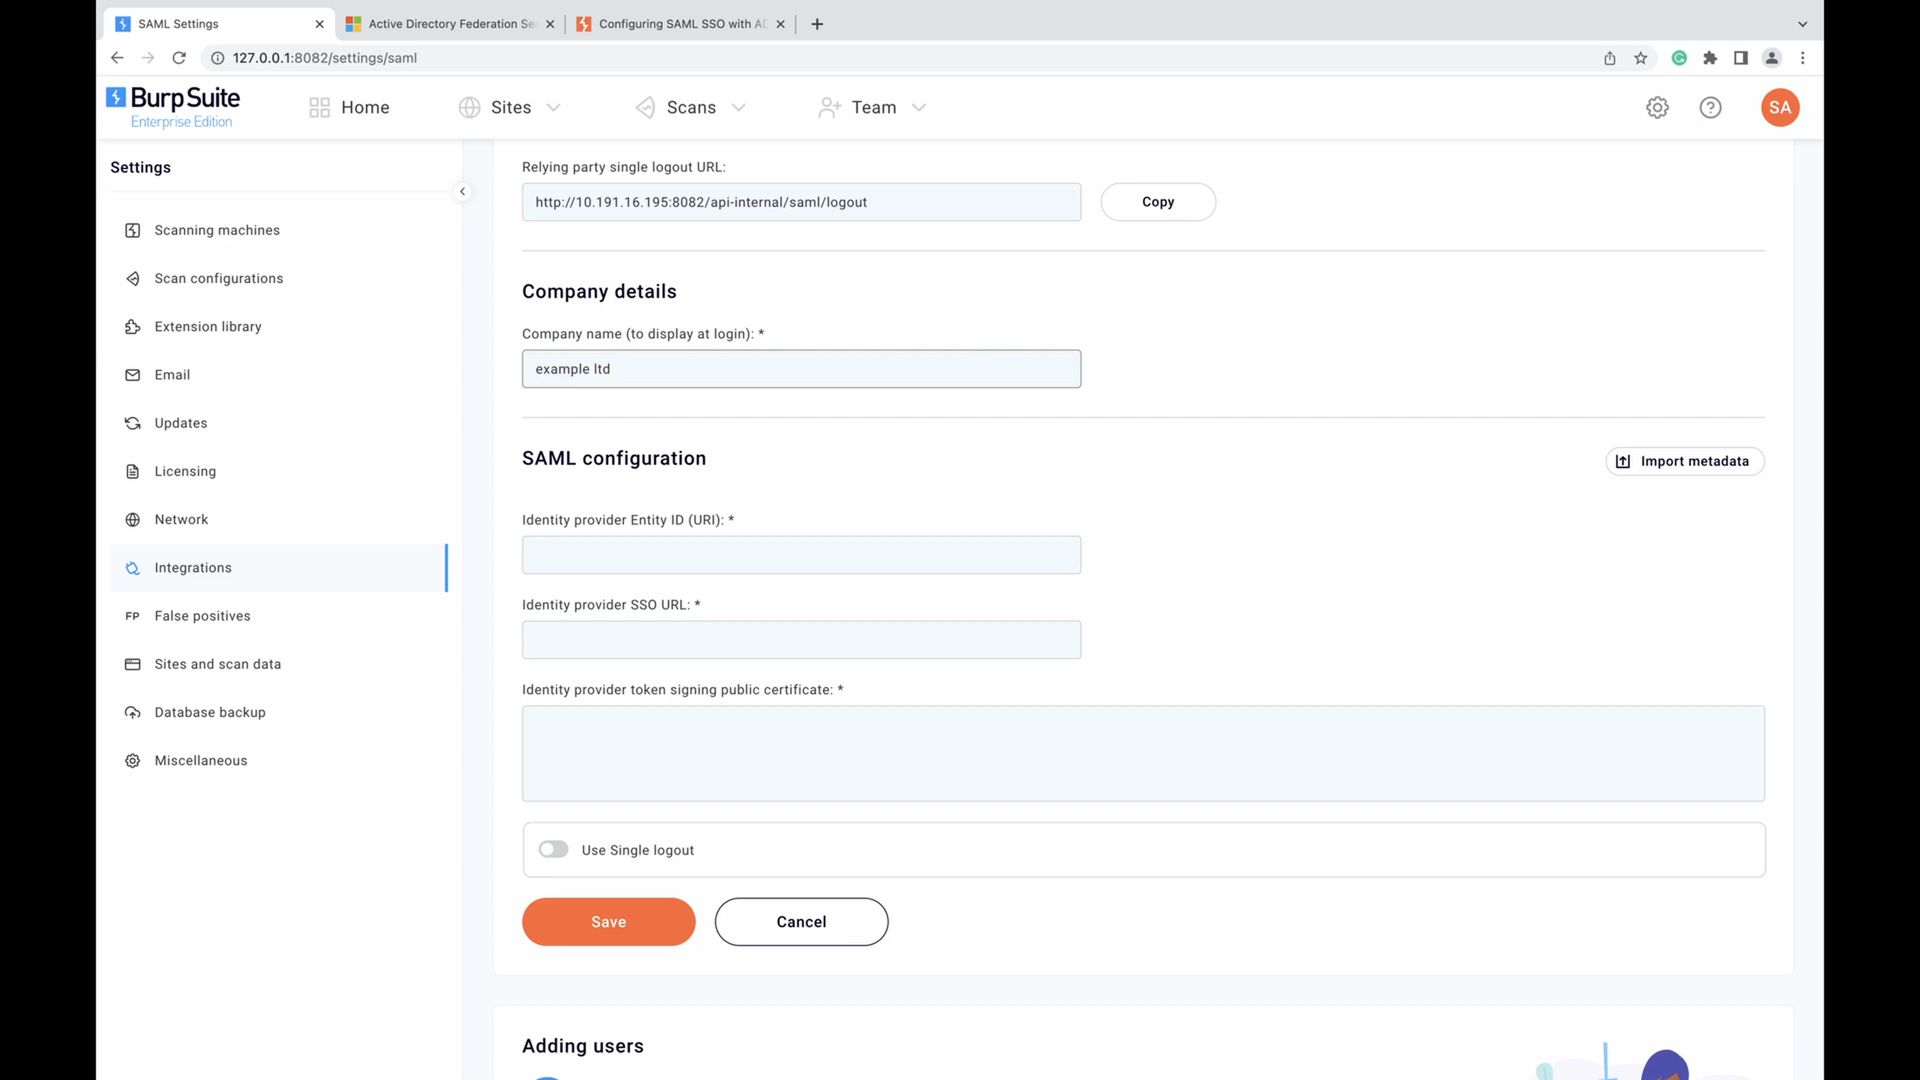 SAML Settings
Active Directory Federation Se
Configuring SAML SSO with AD
127.0.0.1:8082/settings/saml
BurpSuite
Enterprise Edition
Home
Sites
Scans
Team
SA
Settings
Scanning machines
Scan configurations
Extension library
Email
Updates
Licensing
Network
Integrations
FP False positives
Sites and scan data
Database backup
Miscellaneous
Relying party single logout URL:
http://10.191.16.195:8082/api-internal/saml/logout
Copy
Company details
Company name (to display at login): *
example ltd
SAML configuration
Import metadata
Identity provider Entity ID (URI): *
Identity provider SSO URL: *
Identity provider token signing public certificate: *
Use Single logout
Save
Cancel
Adding users